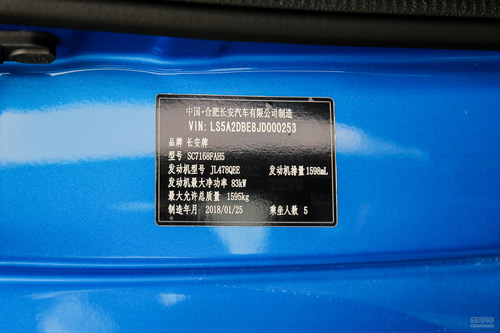 中国·合肥长安汽车有限公司制造
VIN: LS5A2DBE8JD000253
品牌 长安牌
型号 SC7168FAH5
发动机型号 JL478QEE 发动机排量 1598mL
发动机最大净功率 83kW
最大允许总质量 1595kg
制造年月 2018/01/25 乘座人数 5